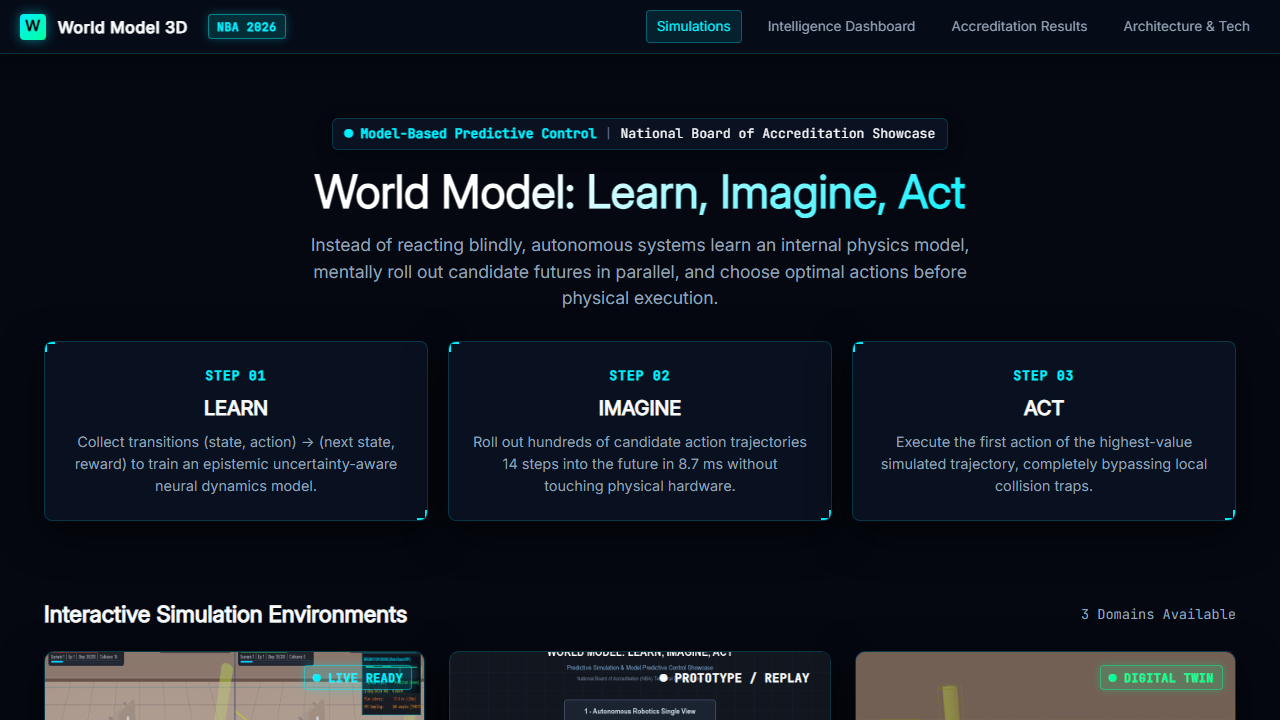 W World Model 3D NBA 2026 Simulations Intelligence Dashboard Accreditation Results Architecture & Tech
Model-Based Predictive Control | National Board of Accreditation Showcase
World Model: Learn, Imagine, Act
Instead of reacting blindly, autonomous systems learn an internal physics model,
mentally roll out candidate futures in parallel, and choose optimal actions before
physical execution.
STEP 01
LEARN
Collect transitions (state, action) → (next state,
reward) to train an epistemic uncertainty-aware
neural dynamics model.
STEP 02
IMAGINE
Roll out hundreds of candidate action trajectories
14 steps into the future in 8.7 ms without
touching physical hardware.
STEP 03
ACT
Execute the first action of the highest-value
simulated trajectory, completely bypassing local
collision traps.
Interactive Simulation Environments
3 Domains Available
LIVE READY
WORLD MODEL: LEARN, IMAGINE, ACT
Predictive Simulation & Model Predictive Control Showcase
National Board of Accreditation (NBA)
PROTOTYPE / REPLAY
1 - Autonomous Robotics Single View
DIGITAL TWIN